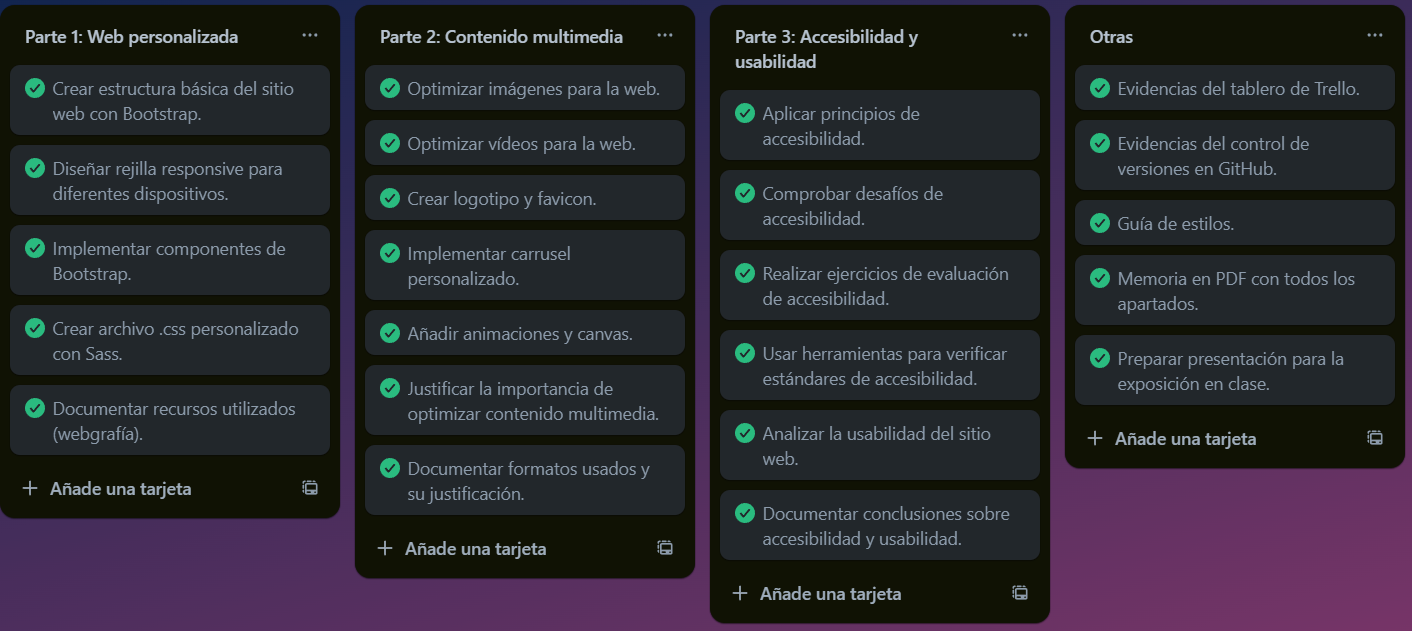 Parte 1: Web personalizada
Crear estructura básica del sitio
web con Bootstrap.
Diseñar rejilla responsive para
diferentes dispositivos.
Implementar componentes de
Bootstrap.
Crear archivo .css personalizado
con Sass.
Documentar recursos utilizados
(webgrafía).
Añade una tarjeta
Parte 2: Contenido multimedia
Optimizar imágenes para la web.
Optimizar vídeos para la web.
Crear logotipo y favicon.
Implementar carrusel
personalizado.
Añadir animaciones y canvas.
Justificar la importancia de
optimizar contenido multimedia.
Documentar formatos usados y
su justificación.
Añade una tarjeta
Parte 3: Accesibilidad y
usabilidad
Aplicar principios de
accesibilidad.
Comprobar desafíos de
accesibilidad.
Realizar ejercicios de evaluación
de accesibilidad.
Usar herramientas para verificar
estándares de accesibilidad.
Analizar la usabilidad del sitio
web.
Documentar conclusiones sobre
accesibilidad y usabilidad.
Añade una tarjeta
Otras
Evidencias del tablero de Trello.
Evidencias del control de
versiones en GitHub.
Guía de estilos.
Memoria en PDF con todos los
apartados.
Preparar presentación para la
exposición en clase.
Añade una tarjeta